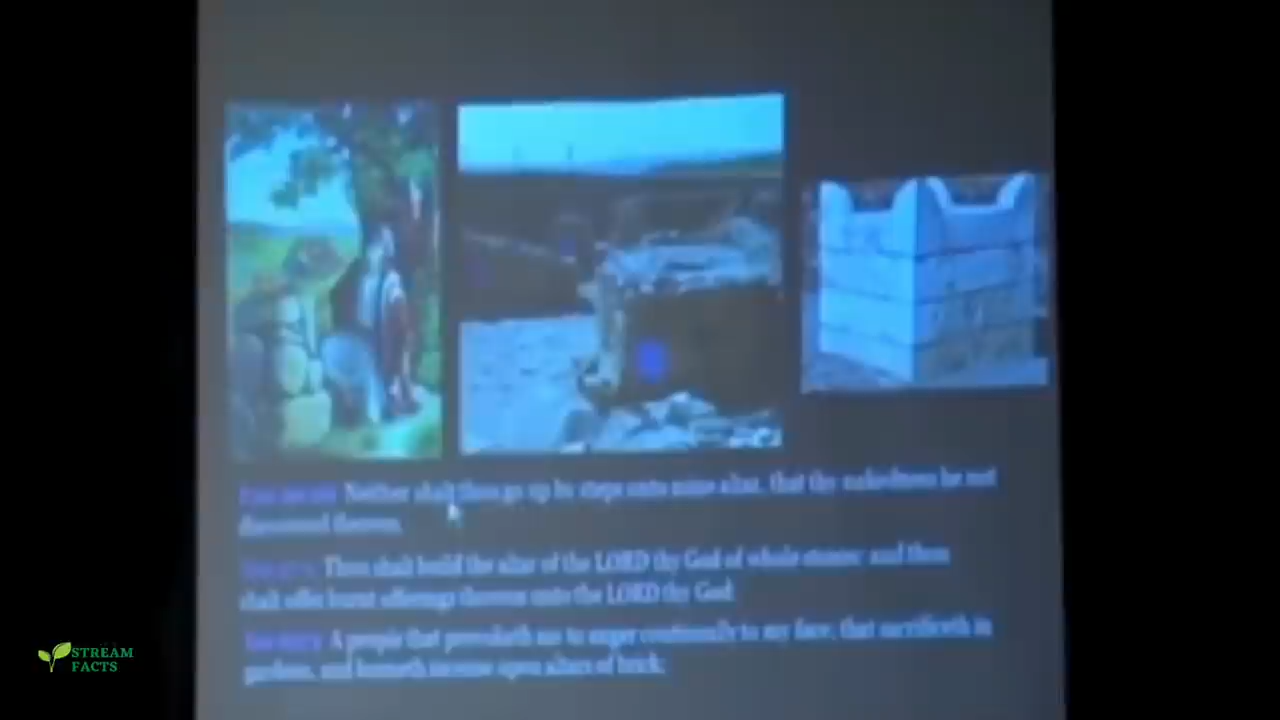 Neither shalt thou go up by steps unto mine altar, that thy nakedness be not
discovered thereon.
Thou shalt build the altar of the LORD thy God of whole stones: and thou
shalt offer burnt offerings thereon unto the LORD thy God:
A people that provoketh me to anger continually to my face; that sacrificeth in
gardens, and burneth incense upon altars of brick;
STREAM
FACTS